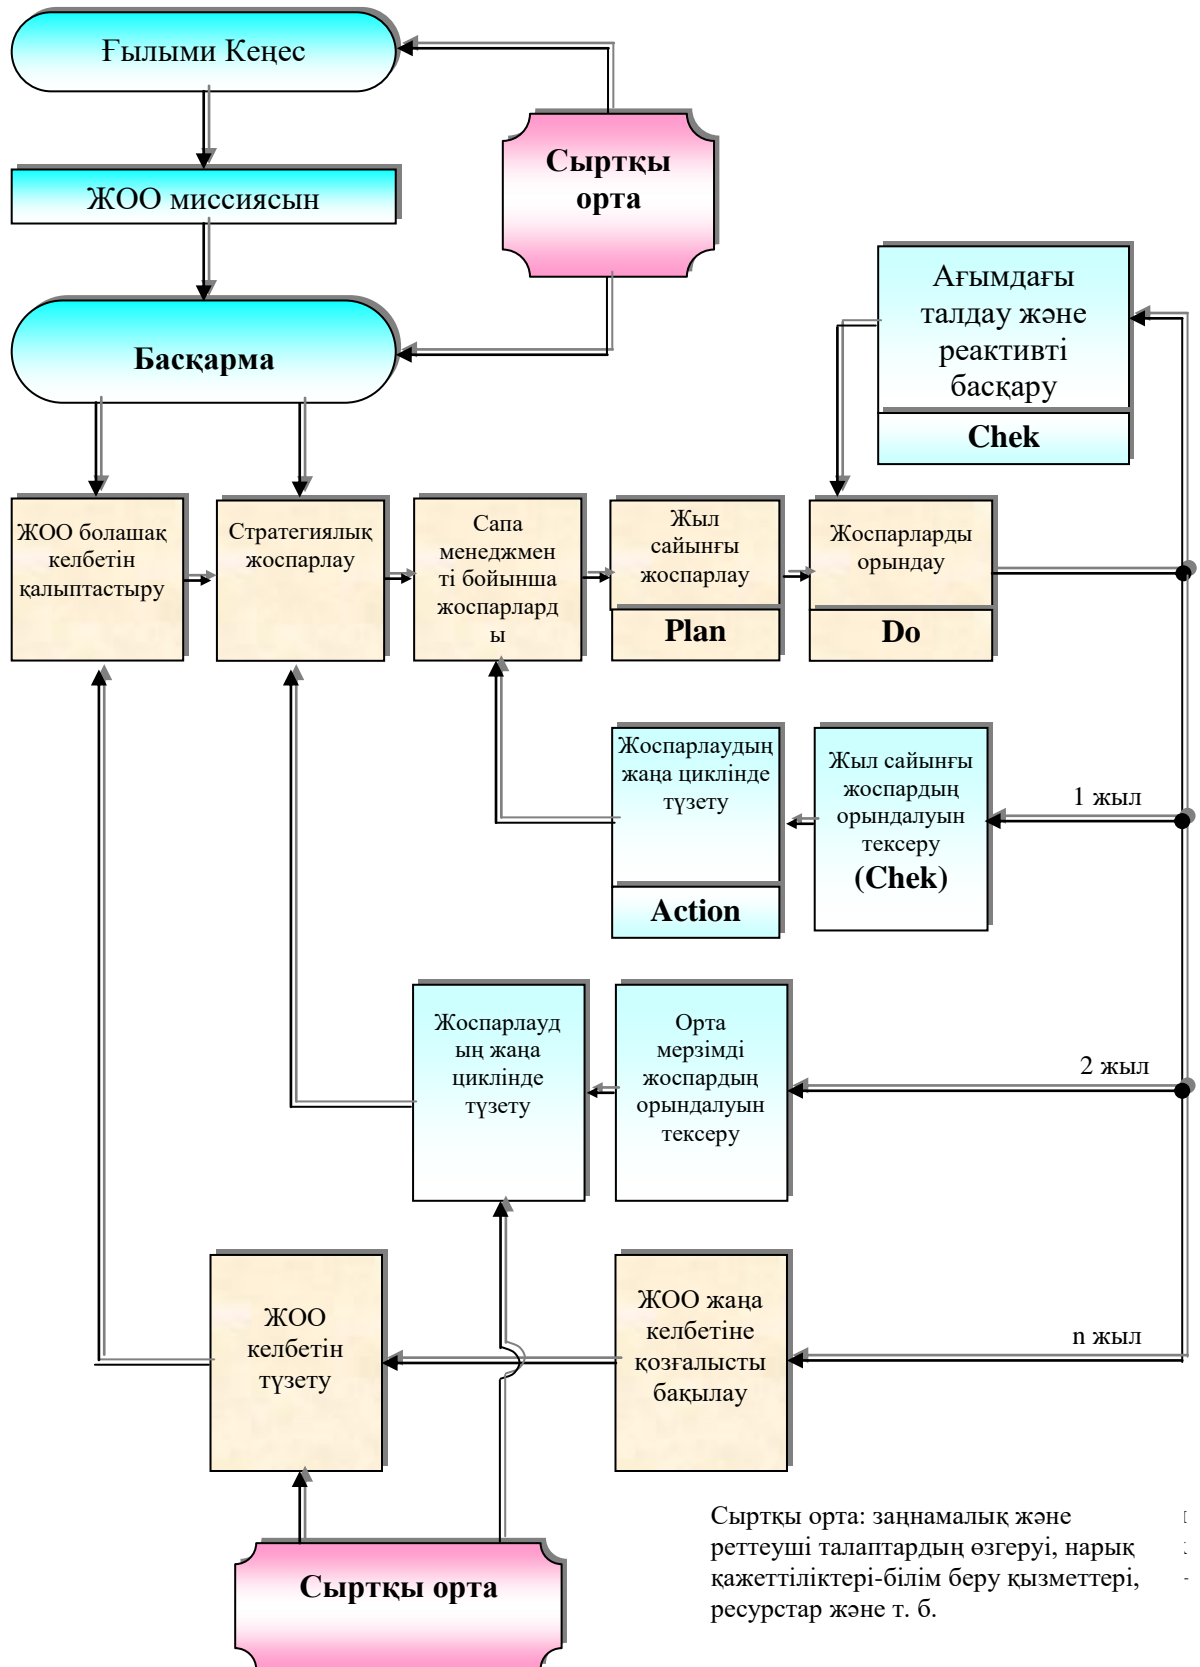 Ғылыми Кеңес
Сыртқы
орта
ЖОО миссиясын
Басқарма
Ағымдағы
талдау және
реактивті
басқару
Chek
ЖОО болашақ
келбетін
қалыптастыру
Стратегиялық
жоспарлау
Сапа
менеджмен
ті бойынша
жоспарлард
ы
Жыл
сайынғы
жоспарлау
Plan
Жоспарларды
орындау
Do
Жоспарлаудың
жаңа циклінде
түзету
Action
Жыл сайынғы
жоспардың
орындалуын
тексеру
(Chek)
1 жыл
Жоспарлауд
ың жаңа
циклінде
түзету
Орта
мерзімді
жоспардың
орындалуын
тексеру
2 жыл
ЖОО
келбетін
түзету
ЖОО жаңа
келбетіне
қозғалысты
бақылау
n жыл
Сыртқы орта
Сыртқы орта: заңнамалық және
реттеуші талаптардың өзгеруі, нарық
қажеттіліктері-білім беру қызметтері,
ресурстар және т. б.